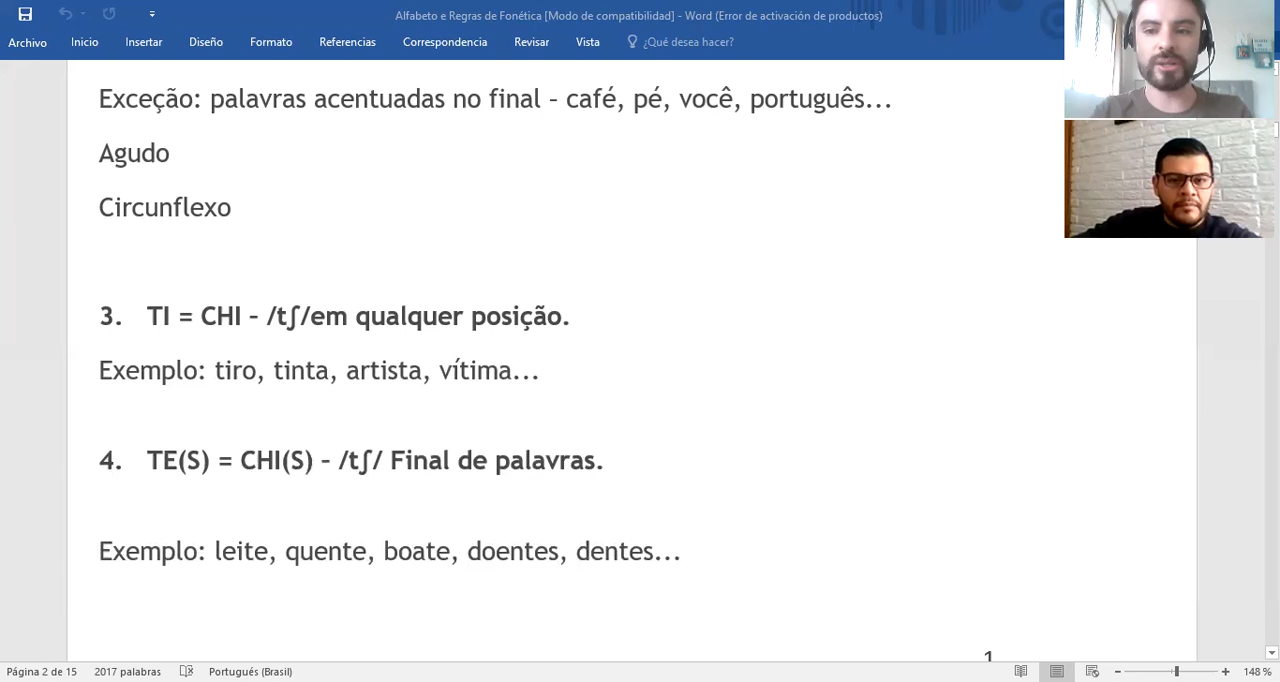 Alfabeto e Regras de Fonética [Modo de compatibilidad] - Word (Error de activación de productos)
Archivo Inicio Insertar Diseño Formato Referencias Correspondencia Revisar Vista ¿Qué desea hacer?
Exceção: palavras acentuadas no final – café, pé, você, português...
Agudo
Circunflexo
3. TI = CHI – /tʃ/em qualquer posição.
Exemplo: tiro, tinta, artista, vítima...
4. TE(S) = CHI(S) – /tʃ/ Final de palavras.
Exemplo: leite, quente, boate, doentes, dentes...
1
Página 2 de 15 2017 palabras Portugués (Brasil) 148 %